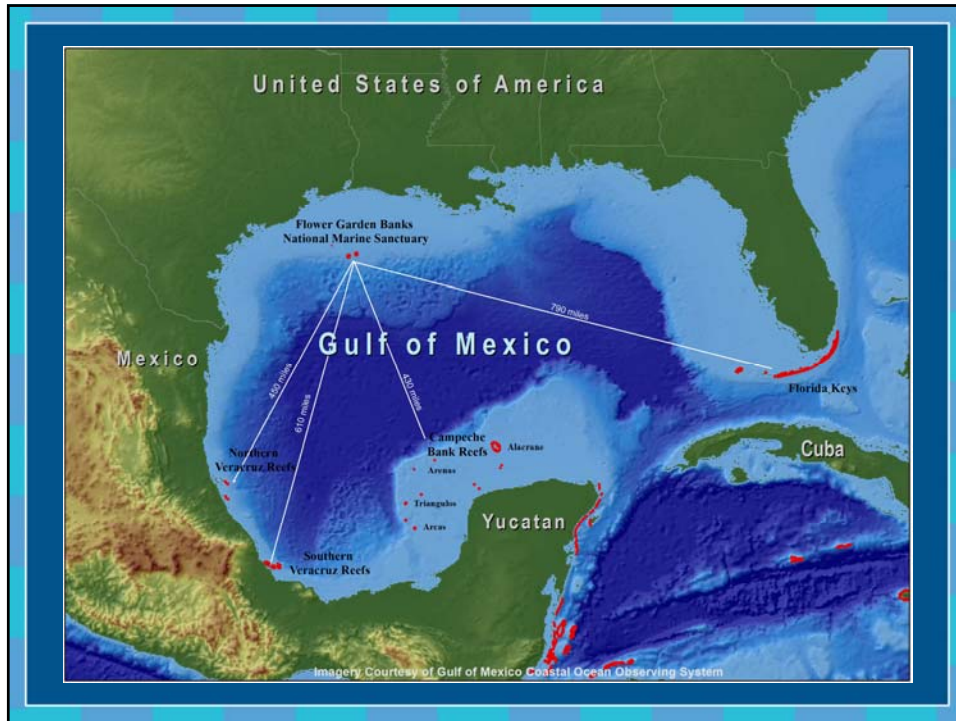 United States of America
Flower Garden Banks
National Marine Sanctuary
790 miles
Gulf of Mexico
Mexico
450 miles
610 miles
430 miles
Florida Keys
Campeche
Bank Reefs
Alacrane
Cuba
Northern
Veracruz Reefs
Arenus
Triangulos
Yucatan
Arcas
Southern
Veracruz Reefs
Imagery Courtesy of Gulf of Mexico Coastal Ocean Observing System